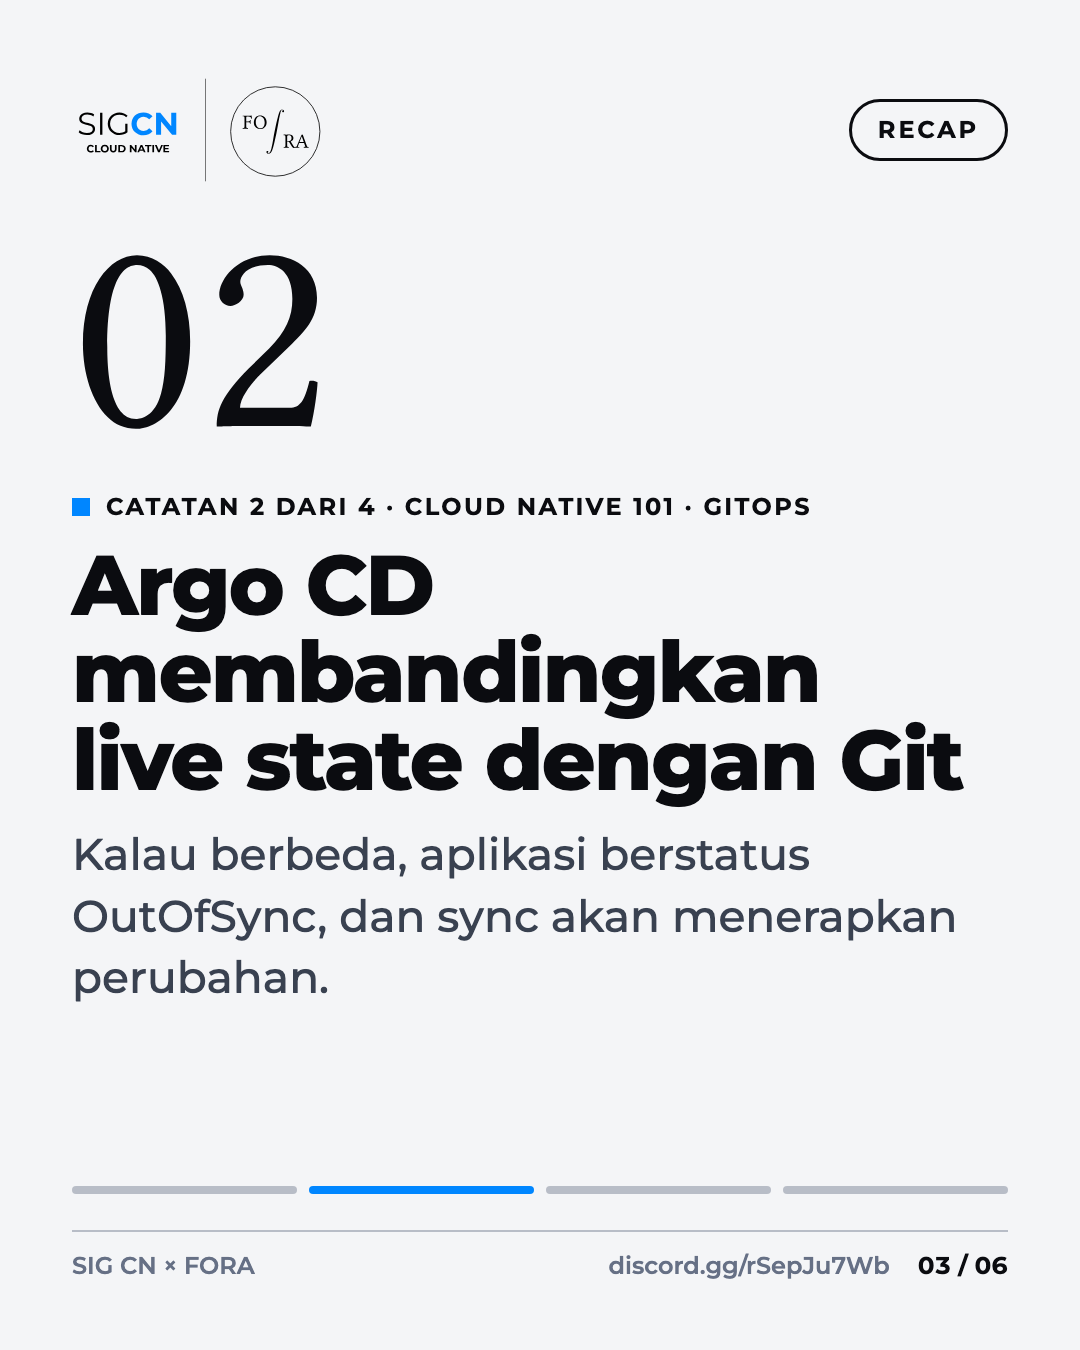 SIGCN
CLOUD NATIVE
FO
RA
RECAP
02
CATATAN 2 DARI 4 · CLOUD NATIVE 101 · GITOPS
Argo CD
membandingkan
live state dengan Git
Kalau berbeda, aplikasi berstatus
OutOfSync, dan sync akan menerapkan
perubahan.
SIG CN × FORA
discord.gg/rSepJu7Wb
03 / 06